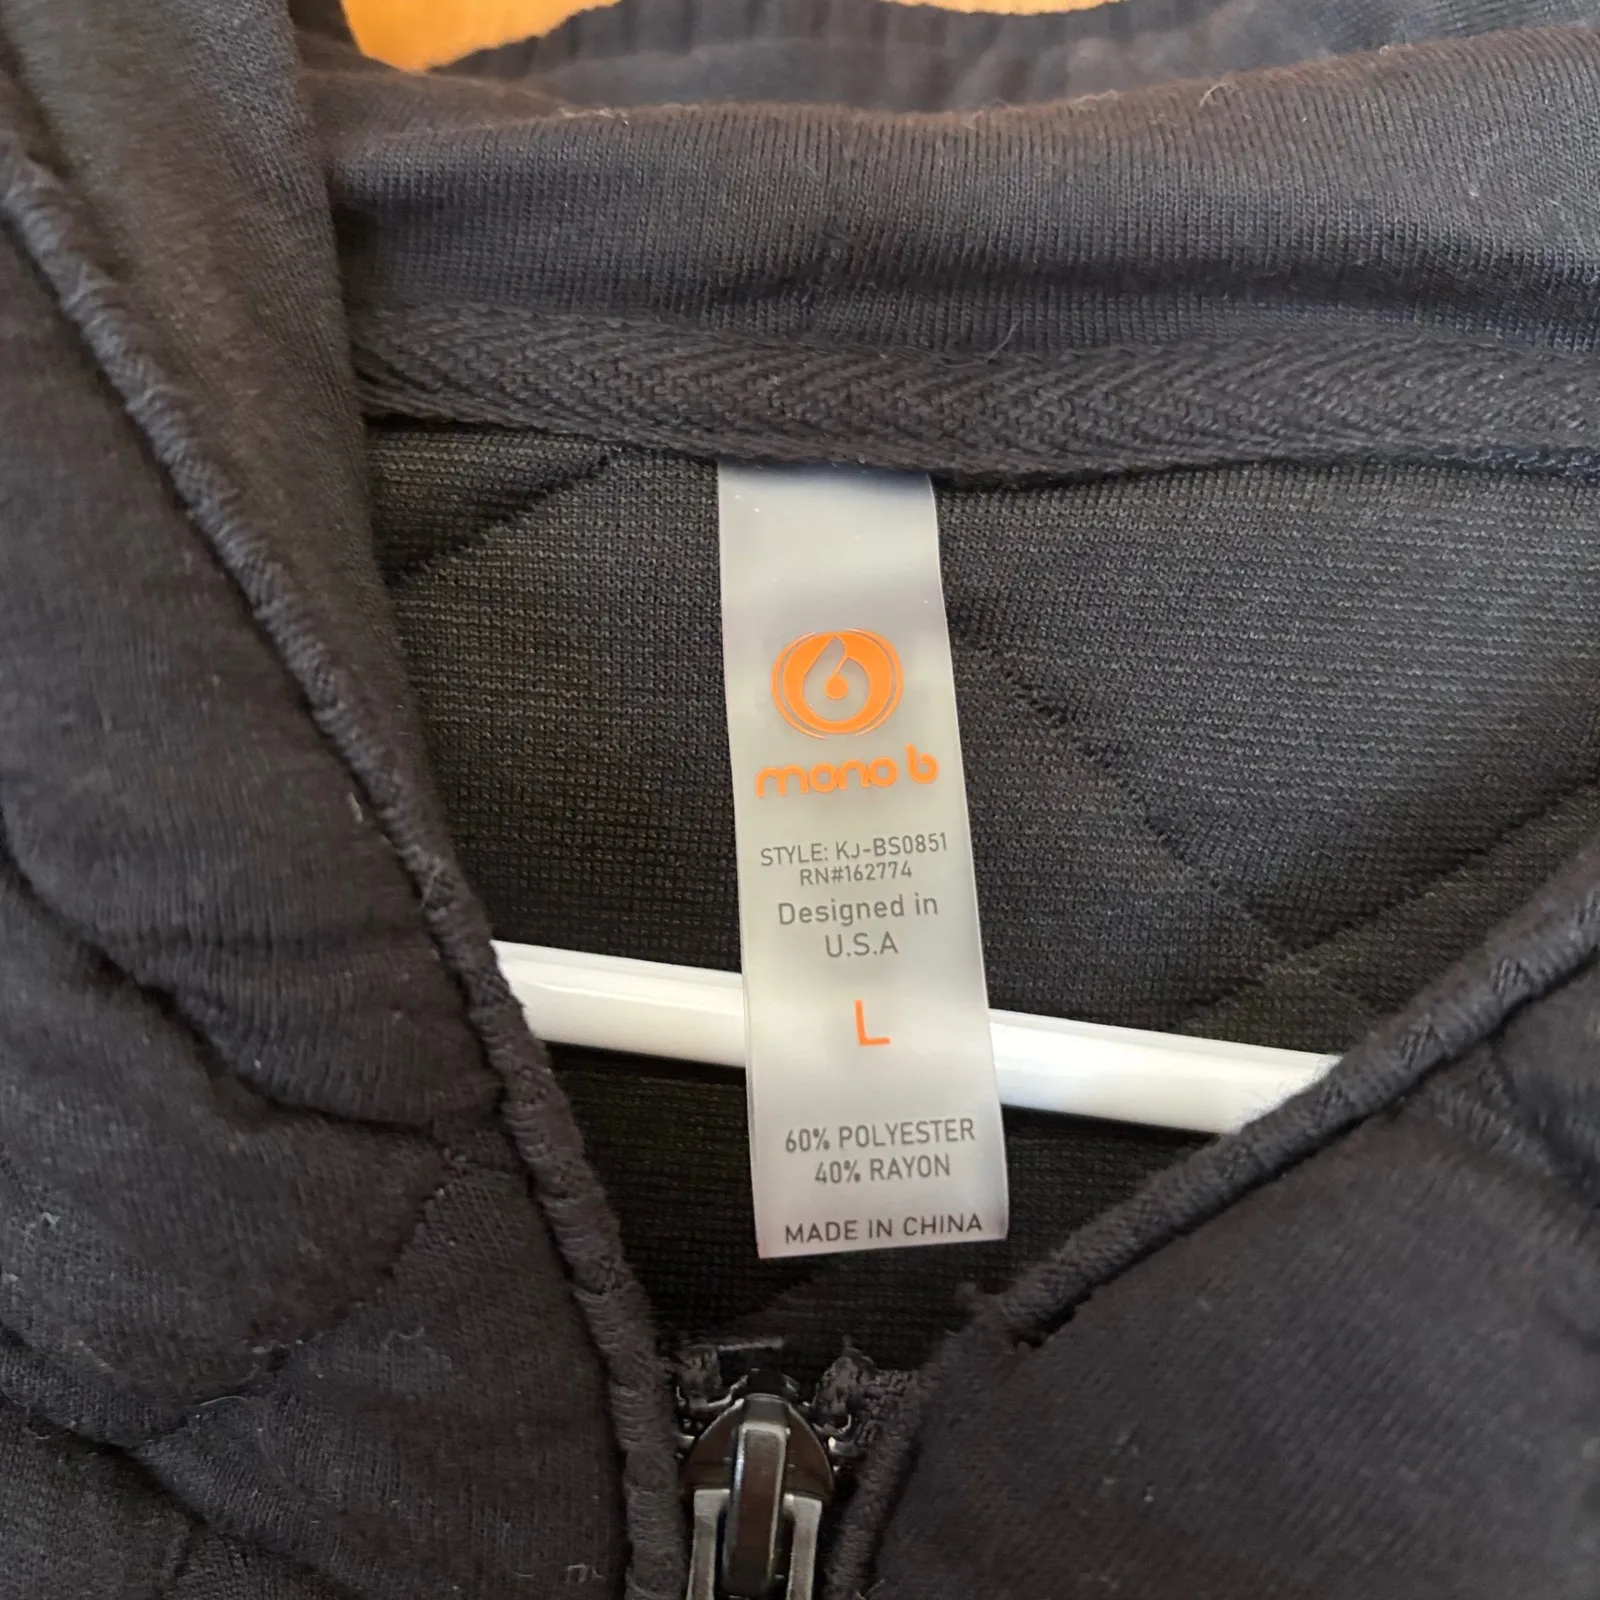 mono b
STYLE: KJ-BS0851
RN#162774
Designed in
U.S.A
L
60% POLYESTER
40% RAYON
MADE IN CHINA